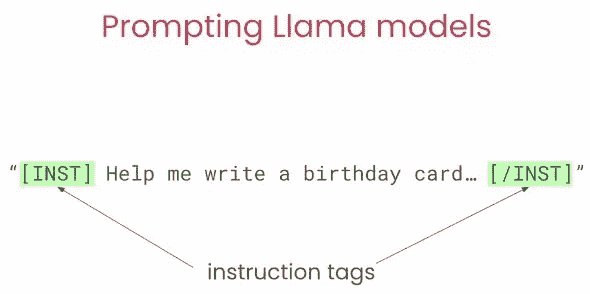 Prompting Llama models
“[INST] Help me write a birthday card… [/INST]”
instruction tags